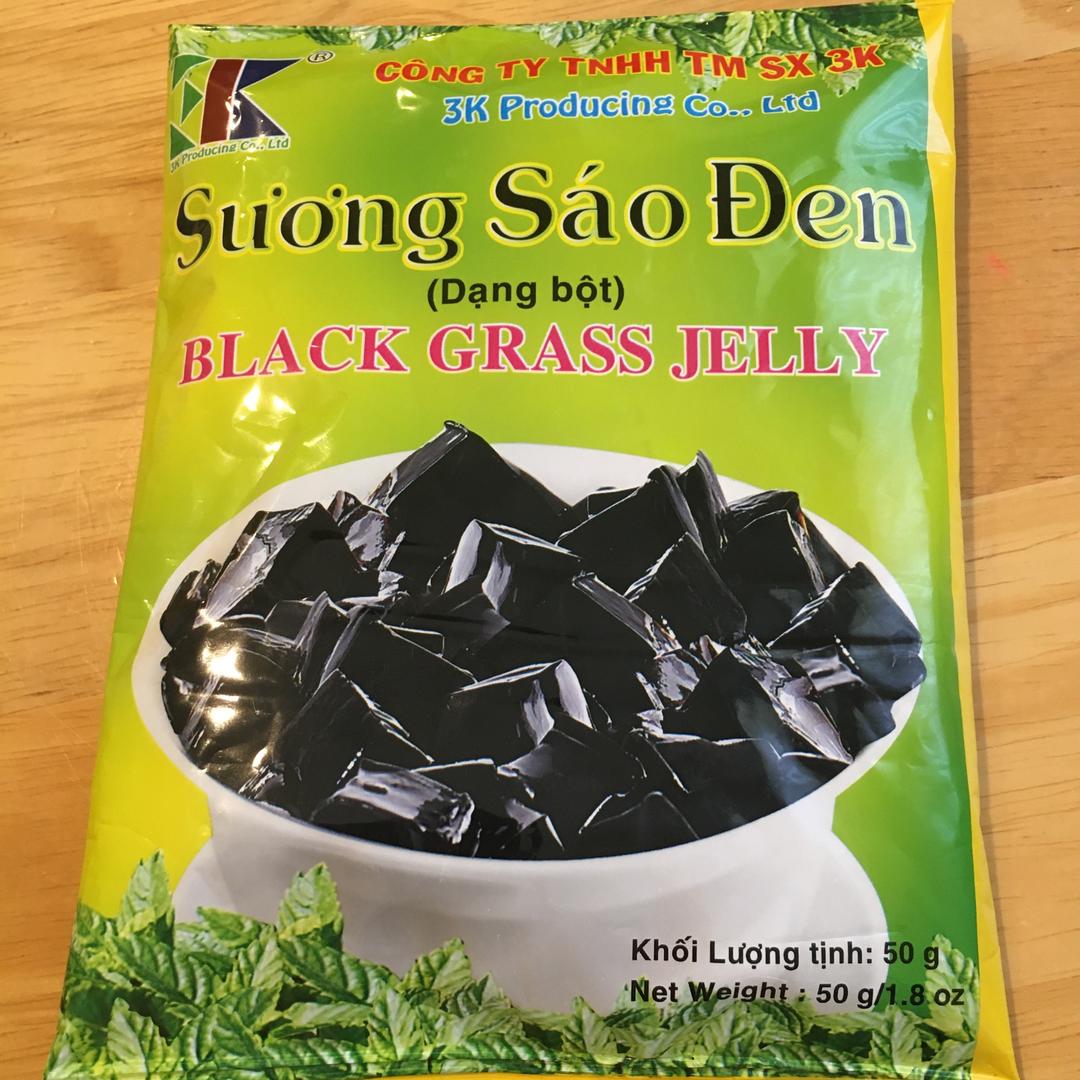 ®
3K Producing Co., Ltd
CÔNG TY TNHH TM SX 3K
3K Producing Co., Ltd
Sương Sáo Đen
(Dạng bột)
BLACK GRASS JELLY
Khối Lượng tịnh: 50 g
Net Weight : 50 g/1.8 oz